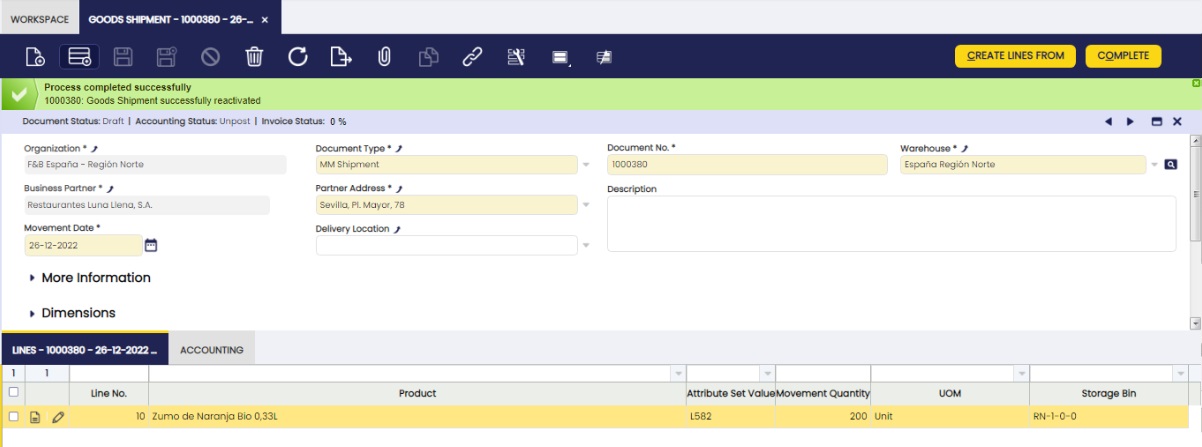 WORKSPACE
GOODS SHIPMENT - 1000380 - 26-... ×
CREATE LINES FROM
COMPLETE
Process completed successfully
1000380: Goods Shipment successfully reactivated
Document Status: Draft | Accounting Status: Unpost | Invoice Status: 0 %
Organization *
Document Type *
Document No. *
Warehouse *
F&B España - Región Norte
MM Shipment
1000380
España Región Norte
Business Partner *
Partner Address *
Description
Restaurantes Luna Llena, S.A.
Sevilla, Pl. Mayor, 78
Movement Date *
Delivery Location
26-12-2022
More Information
Dimensions
LINES - 1000380 - 26-12-2022 ...
ACCOUNTING
1 1
Line No. Product Attribute Set Value Movement Quantity UOM Storage Bin
10 Zumo de Naranja Bio 0,33L L582 200 Unit RN-1-0-0